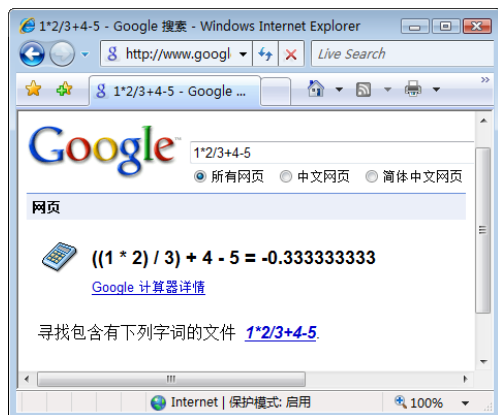 1*2/3+4-5 - Google 搜索 - Windows Internet Explorer
http://www.googl Live Search
1*2/3+4-5 - Google ...
Google 1*2/3+4-5
所有网页 中文网页 简体中文网页
网页
((1 * 2) / 3) + 4 - 5 = -0.333333333
Google 计算器详情
寻找包含有下列字词的文件 1*2/3+4-5.
Internet | 保护模式: 启用 100%